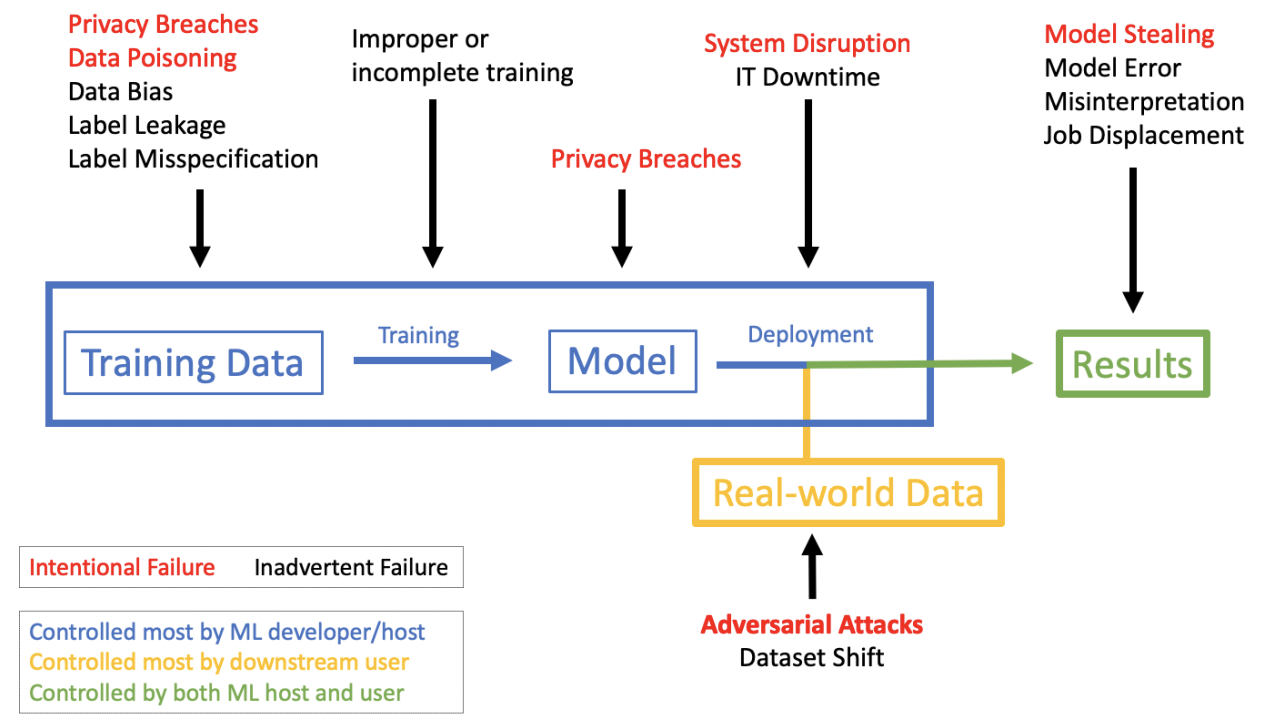 Privacy Breaches
Data Poisoning
Data Bias
Label Leakage
Label Misspecification
Improper or
incomplete training
Privacy Breaches
System Disruption
IT Downtime
Model Stealing
Model Error
Misinterpretation
Job Displacement
Training Data
Training
Model
Deployment
Results
Real-world Data
Adversarial Attacks
Dataset Shift
Intentional Failure Inadvertent Failure
Controlled most by ML developer/host
Controlled most by downstream user
Controlled by both ML host and user